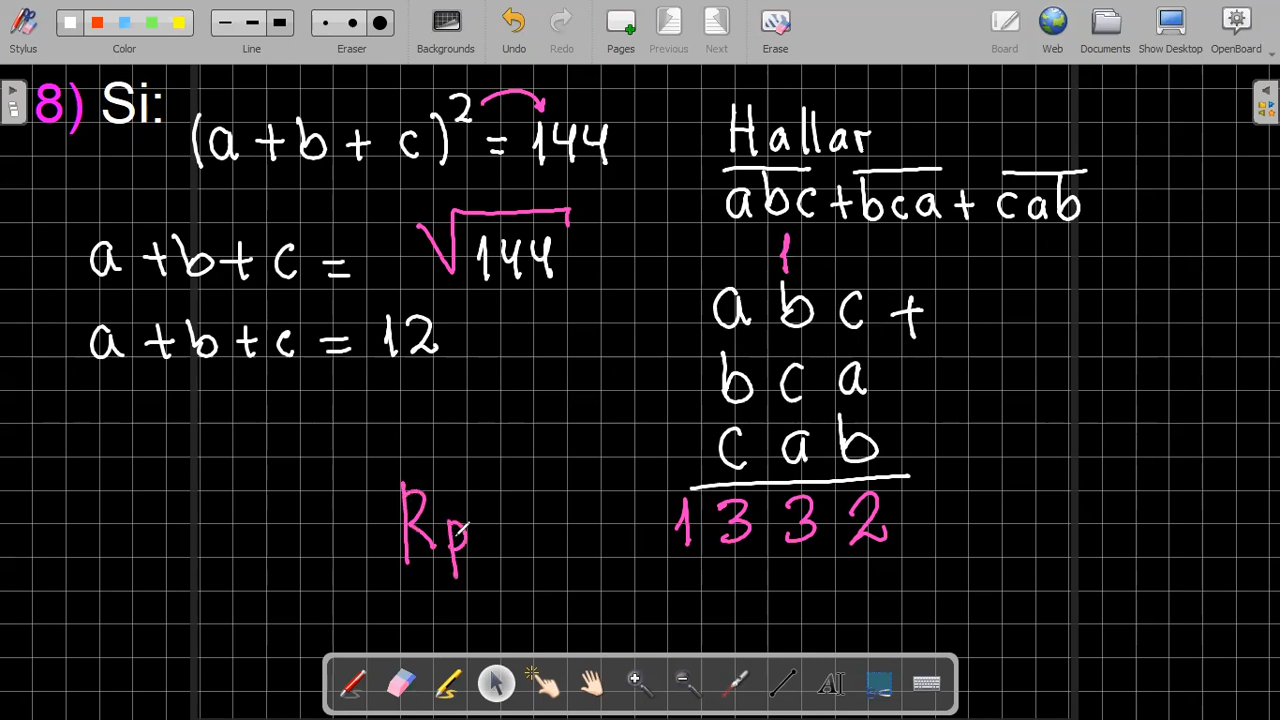 Stylus Color Line Eraser Backgrounds Undo Redo Pages Previous Next Erase Board Web Documents Show Desktop OpenBoard
8) Si:
(a + b + c)² = 144
a + b + c = √144
a + b + c = 12
Rp
Hallar
abc + bca + cab
1
a b c +
b c a
c a b
1 3 3 2
AI